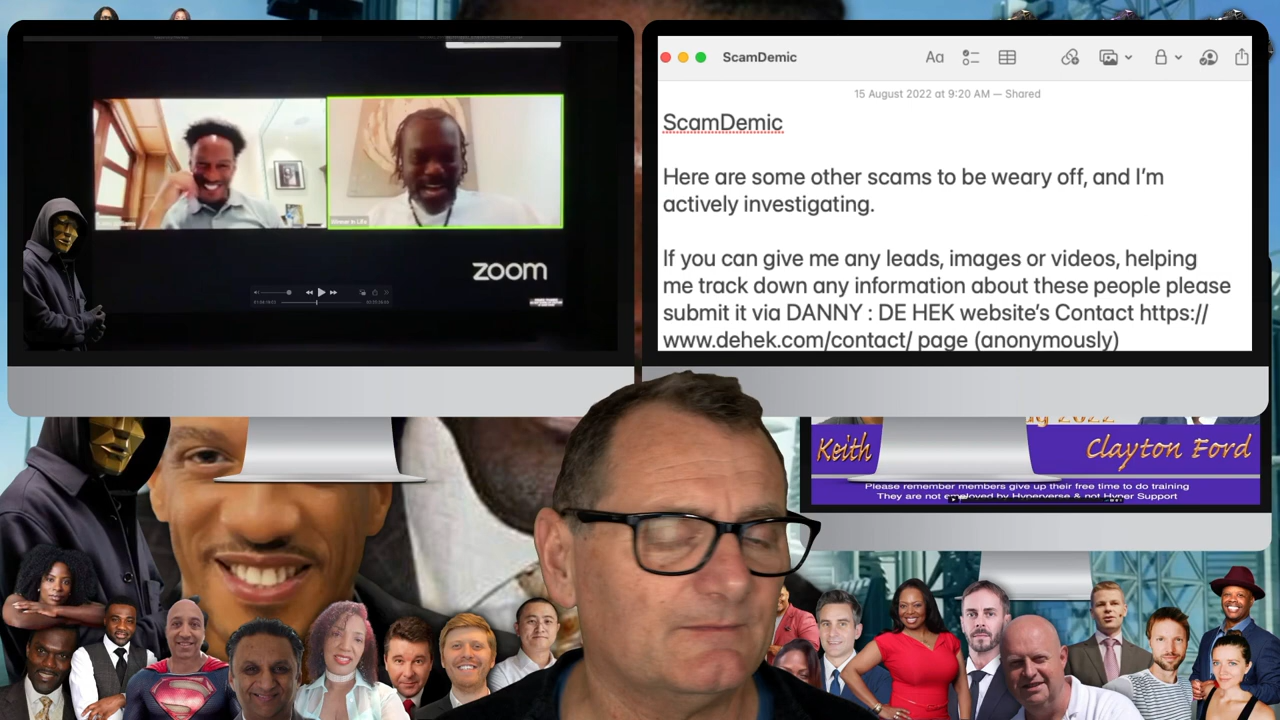 zoom
ScamDemic
Aa
15 August 2022 at 9:20 AM — Shared
ScamDemic
Here are some other scams to be weary off, and I'm
actively investigating.
If you can give me any leads, images or videos, helping
me track down any information about these people please
submit it via DANNY : DE HEK website's Contact https://
www.dehek.com/contact/ page (anonymously)
2022
Keith
Clayton Ford
Please remember members give up their free time to do training
They are not employed by Hyperverse & not Hyper Support